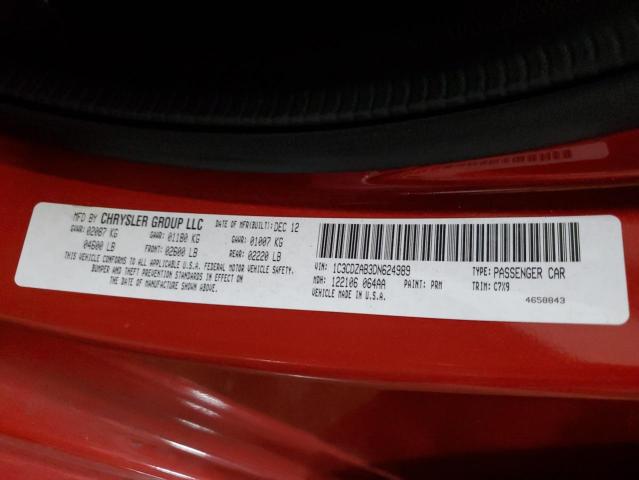 MFD BY CHRYSLER GROUP LLC DATE OF MFR(BUILT): DEC 12
GVWR: 02087 KG GAWR: 01180 KG GAWR: 01007 KG
04600 LB FRONT: 02600 LB REAR: 02220 LB
THIS VEHICLE CONFORMS TO ALL APPLICABLE U.S.A. FEDERAL MOTOR VEHICLE SAFETY,
BUMPER AND THEFT PREVENTION STANDARDS IN EFFECT ON
THE DATE OF MANUFACTURE SHOWN ABOVE.
VIN: 1C3CDZAB3DN624989 TYPE: PASSENGER CAR
MDH: 122106 064AA PAINT: PRM TRIM: C7X9
VEHICLE MADE IN U.S.A. 4658843